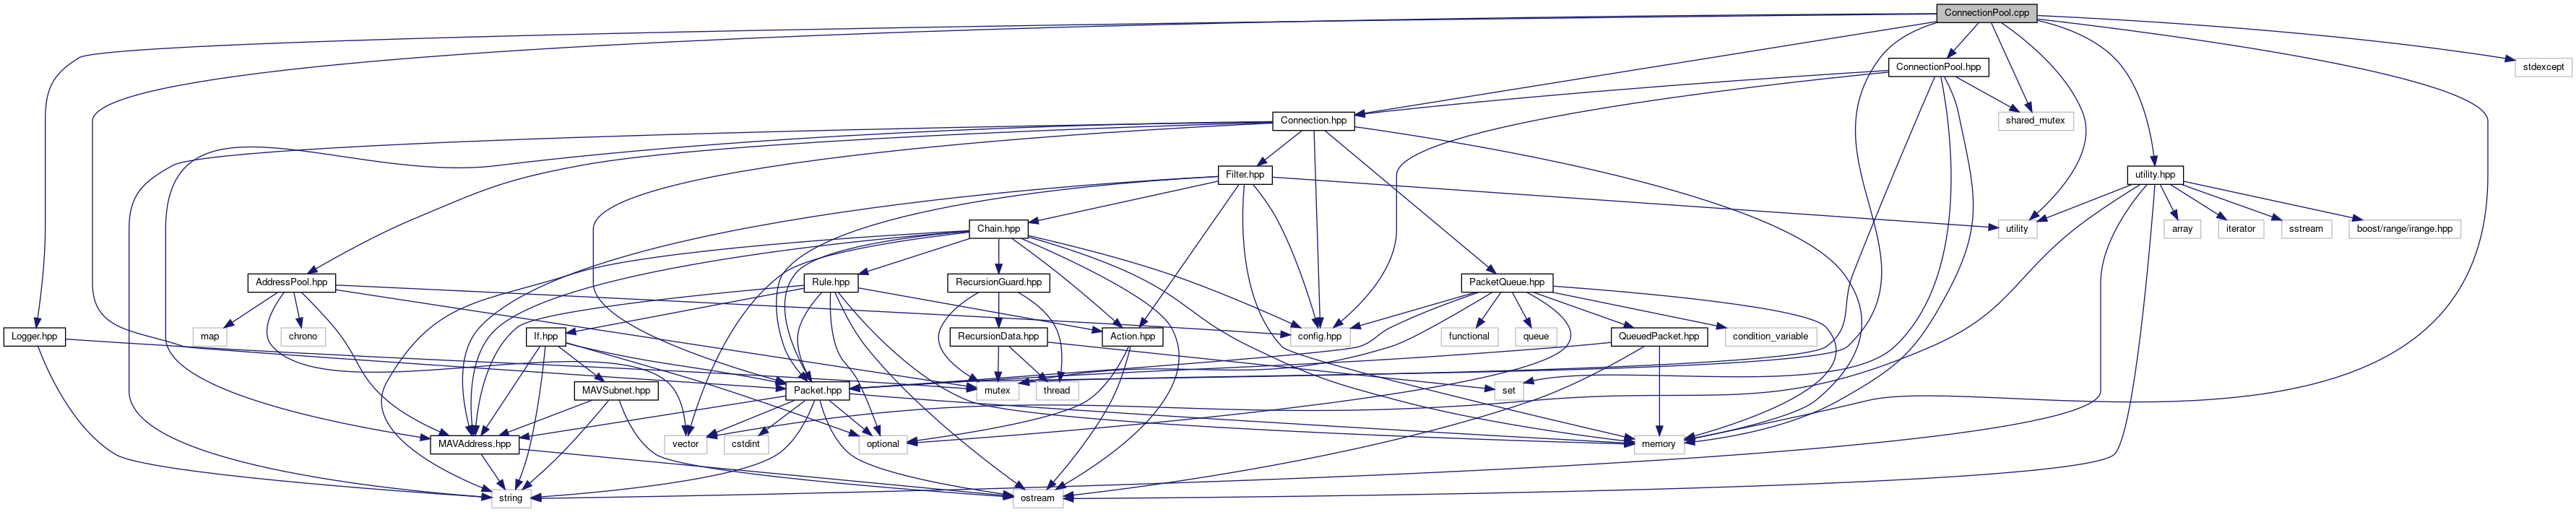 ConnectionPool.cpp
ConnectionPool.hpp
stdexcept
Connection.hpp
shared_mutex
Filter.hpp
utility.hpp
Chain.hpp
utility
array
iterator
sstream
boost/range/irange.hpp
AddressPool.hpp
Rule.hpp
RecursionGuard.hpp
PacketQueue.hpp
Logger.hpp
map
chrono
If.hpp
RecursionData.hpp
Action.hpp
config.hpp
functional
queue
QueuedPacket.hpp
condition_variable
MAVSubnet.hpp
Packet.hpp
mutex
thread
set
MAVAddress.hpp
vector
cstdint
optional
memory
string
ostream